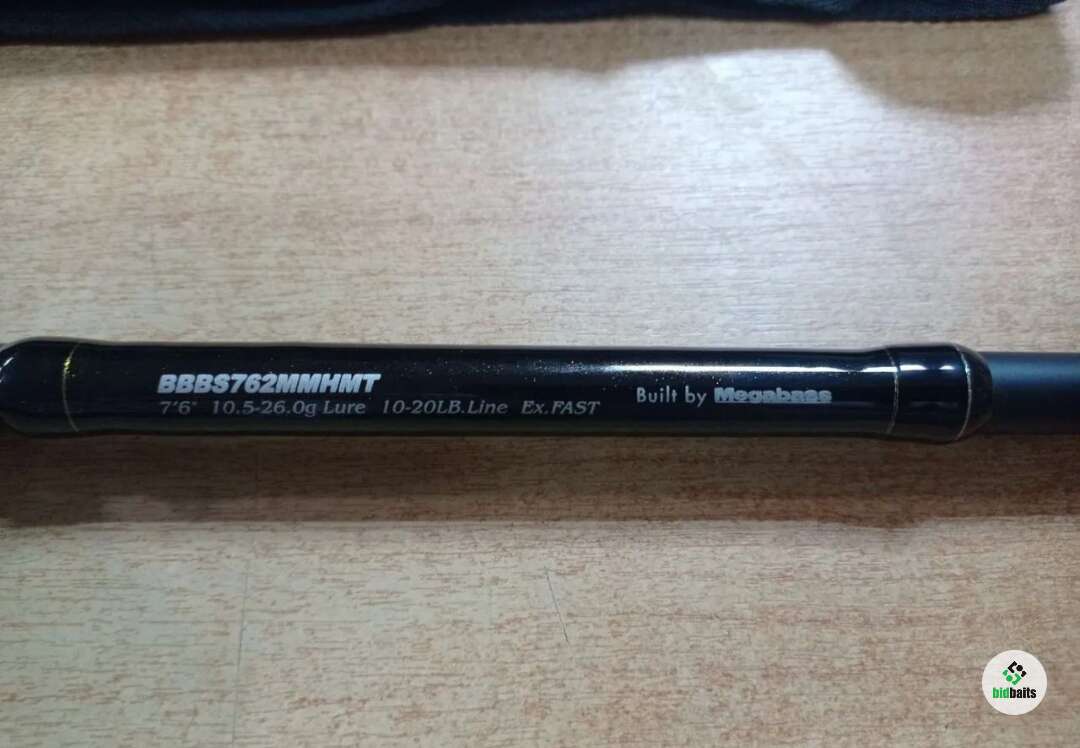 BBBS762MMHMT
7'6" 10.5-26.0g Lure 10-20LB.Line Ex.FAST
Built by Megabass
bidbaits